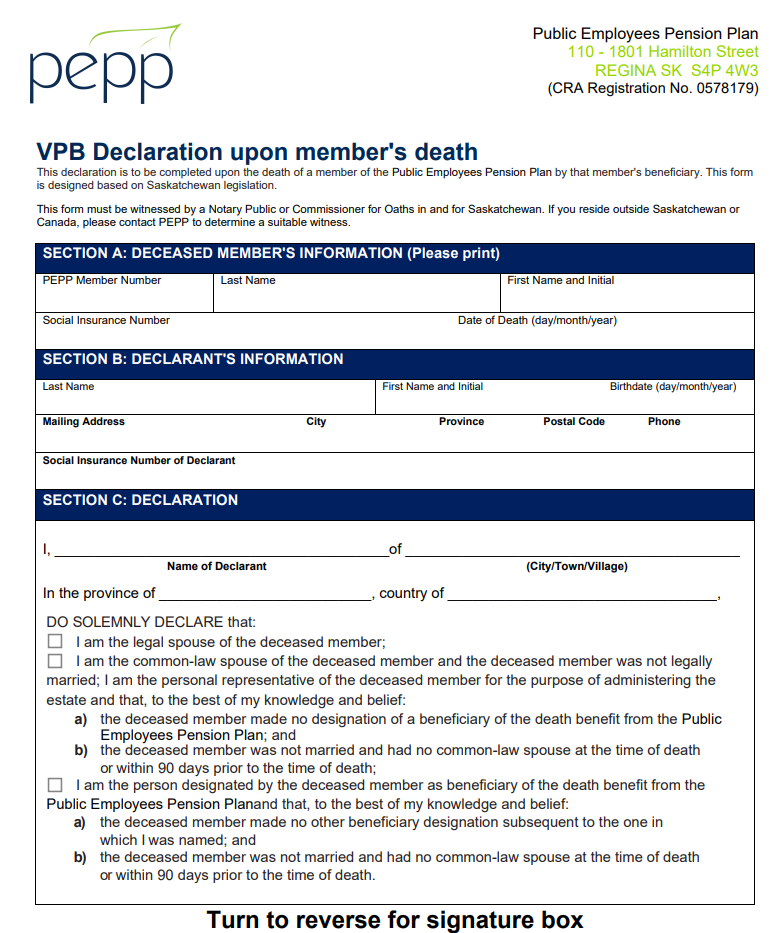 pepp
Public Employees Pension Plan
110 - 1801 Hamilton Street
REGINA SK S4P 4W3
(CRA Registration No. 0578179)
VPB Declaration upon member's death
This declaration is to be completed upon the death of a member of the Public Employees Pension Plan by that member's beneficiary. This form
is designed based on Saskatchewan legislation.
This form must be witnessed by a Notary Public or Commissioner for Oaths in and for Saskatchewan. If you reside outside Saskatchewan or
Canada, please contact PEPP to determine a suitable witness.
SECTION A: DECEASED MEMBER'S INFORMATION (Please print)
PEPP Member Number Last Name First Name and Initial
Social Insurance Number Date of Death (day/month/year)
SECTION B: DECLARANT'S INFORMATION
Last Name First Name and Initial Birthdate (day/month/year)
Mailing Address City Province Postal Code Phone
Social Insurance Number of Declarant
SECTION C: DECLARATION
I, ________________________________________of ________________________________________
Name of Declarant (City/Town/Village)
In the province of __________________________, country of _________________________________,
DO SOLEMNLY DECLARE that:
I am the legal spouse of the deceased member;
I am the common-law spouse of the deceased member and the deceased member was not legally
married; I am the personal representative of the deceased member for the purpose of administering the
estate and that, to the best of my knowledge and belief:
a) the deceased member made no designation of a beneficiary of the death benefit from the Public
Employees Pension Plan; and
b) the deceased member was not married and had no common-law spouse at the time of death
or within 90 days prior to the time of death;
I am the person designated by the deceased member as beneficiary of the death benefit from the
Public Employees Pension Planand that, to the best of my knowledge and belief:
a) the deceased member made no other beneficiary designation subsequent to the one in
which I was named; and
b) the deceased member was not married and had no common-law spouse at the time of death
or within 90 days prior to the time of death.
Turn to reverse for signature box